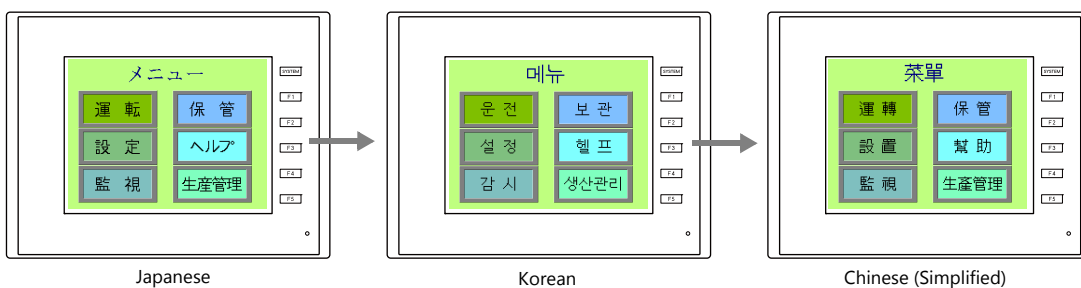 メニュー
運 転 保 管
設 定 ヘルプ
監 視 生産管理
SYSTEM
F1
F2
F3
F4
F5
Japanese
메뉴
운 전 보 관
설 정 헬 프
감 시 생산관리
SYSTEM
F1
F2
F3
F4
F5
Korean
菜單
運 轉 保 管
設 置 幫 助
監 視 生產管理
SYSTEM
F1
F2
F3
F4
F5
Chinese (Simplified)